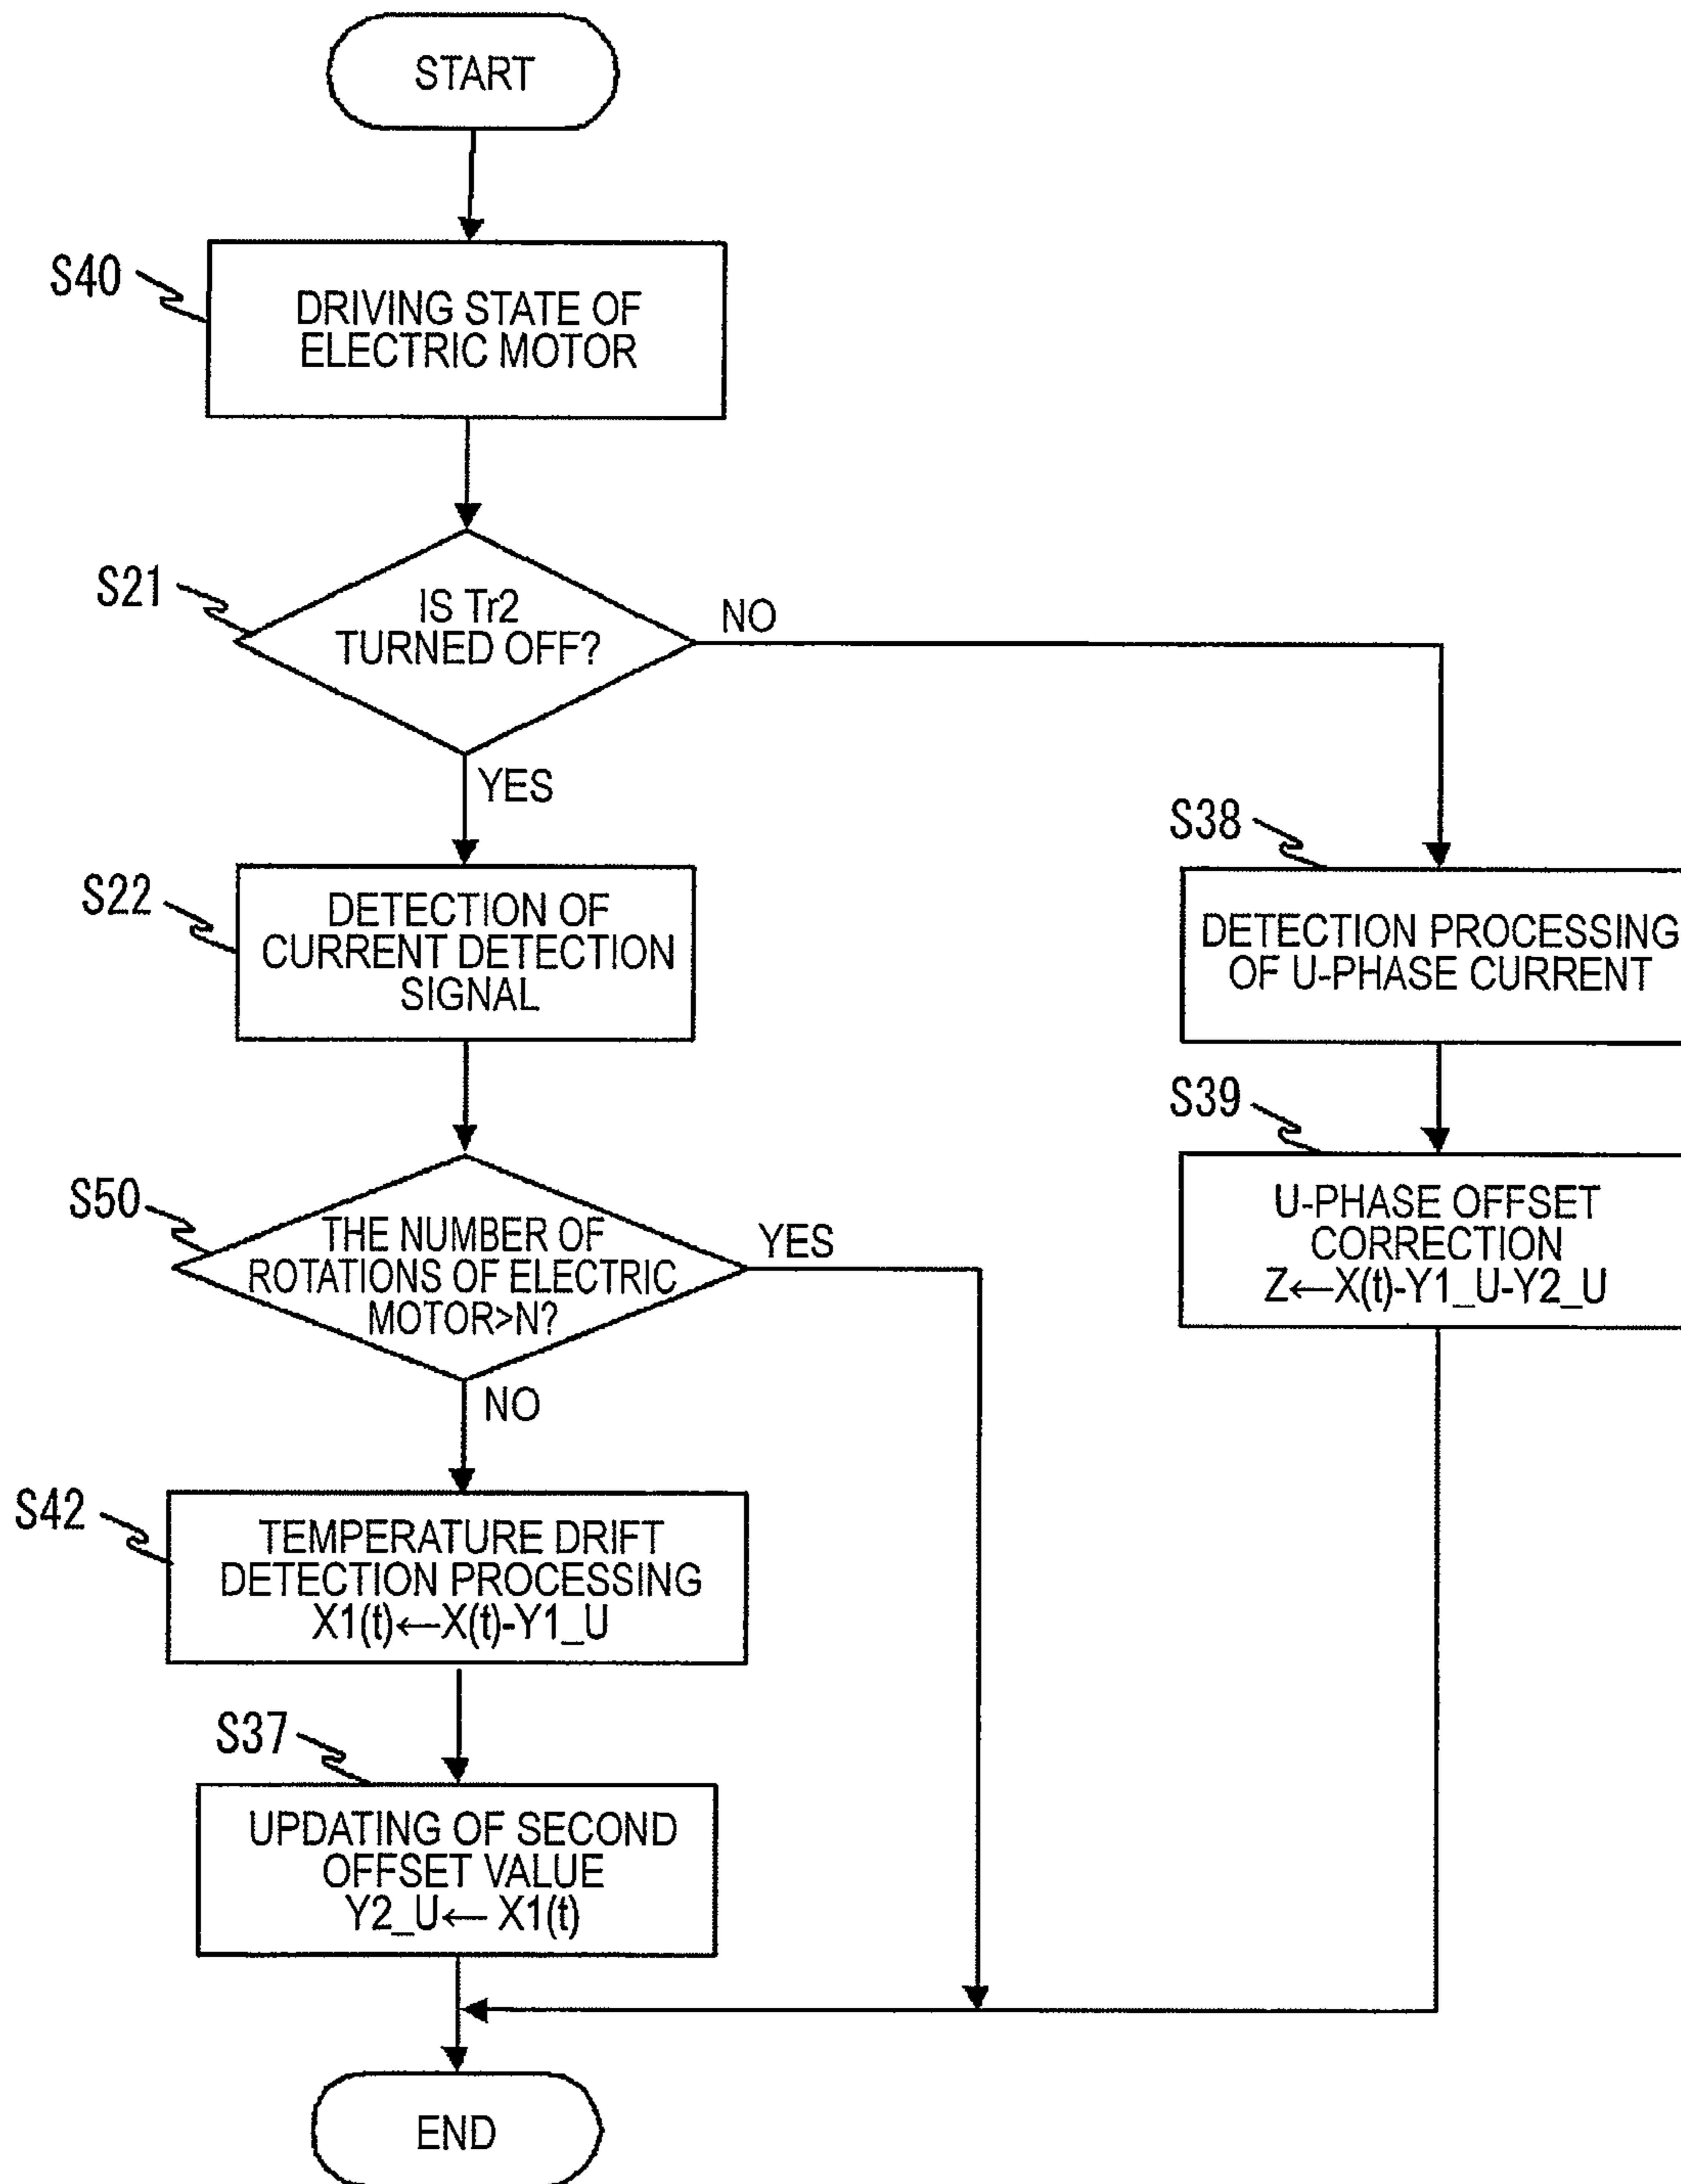 START
S40
DRIVING STATE OF
ELECTRIC MOTOR
S21
IS Tr2
TURNED OFF?
NO
YES
S22
DETECTION OF
CURRENT DETECTION
SIGNAL
S38
DETECTION PROCESSING
OF U-PHASE CURRENT
S39
U-PHASE OFFSET
CORRECTION
Z←X(t)-Y1_U-Y2_U
S50
THE NUMBER OF
ROTATIONS OF ELECTRIC
MOTOR>N?
YES
NO
S42
TEMPERATURE DRIFT
DETECTION PROCESSING
X1(t)←X(t)-Y1_U
S37
UPDATING OF SECOND
OFFSET VALUE
Y2_U← X1(t)
END